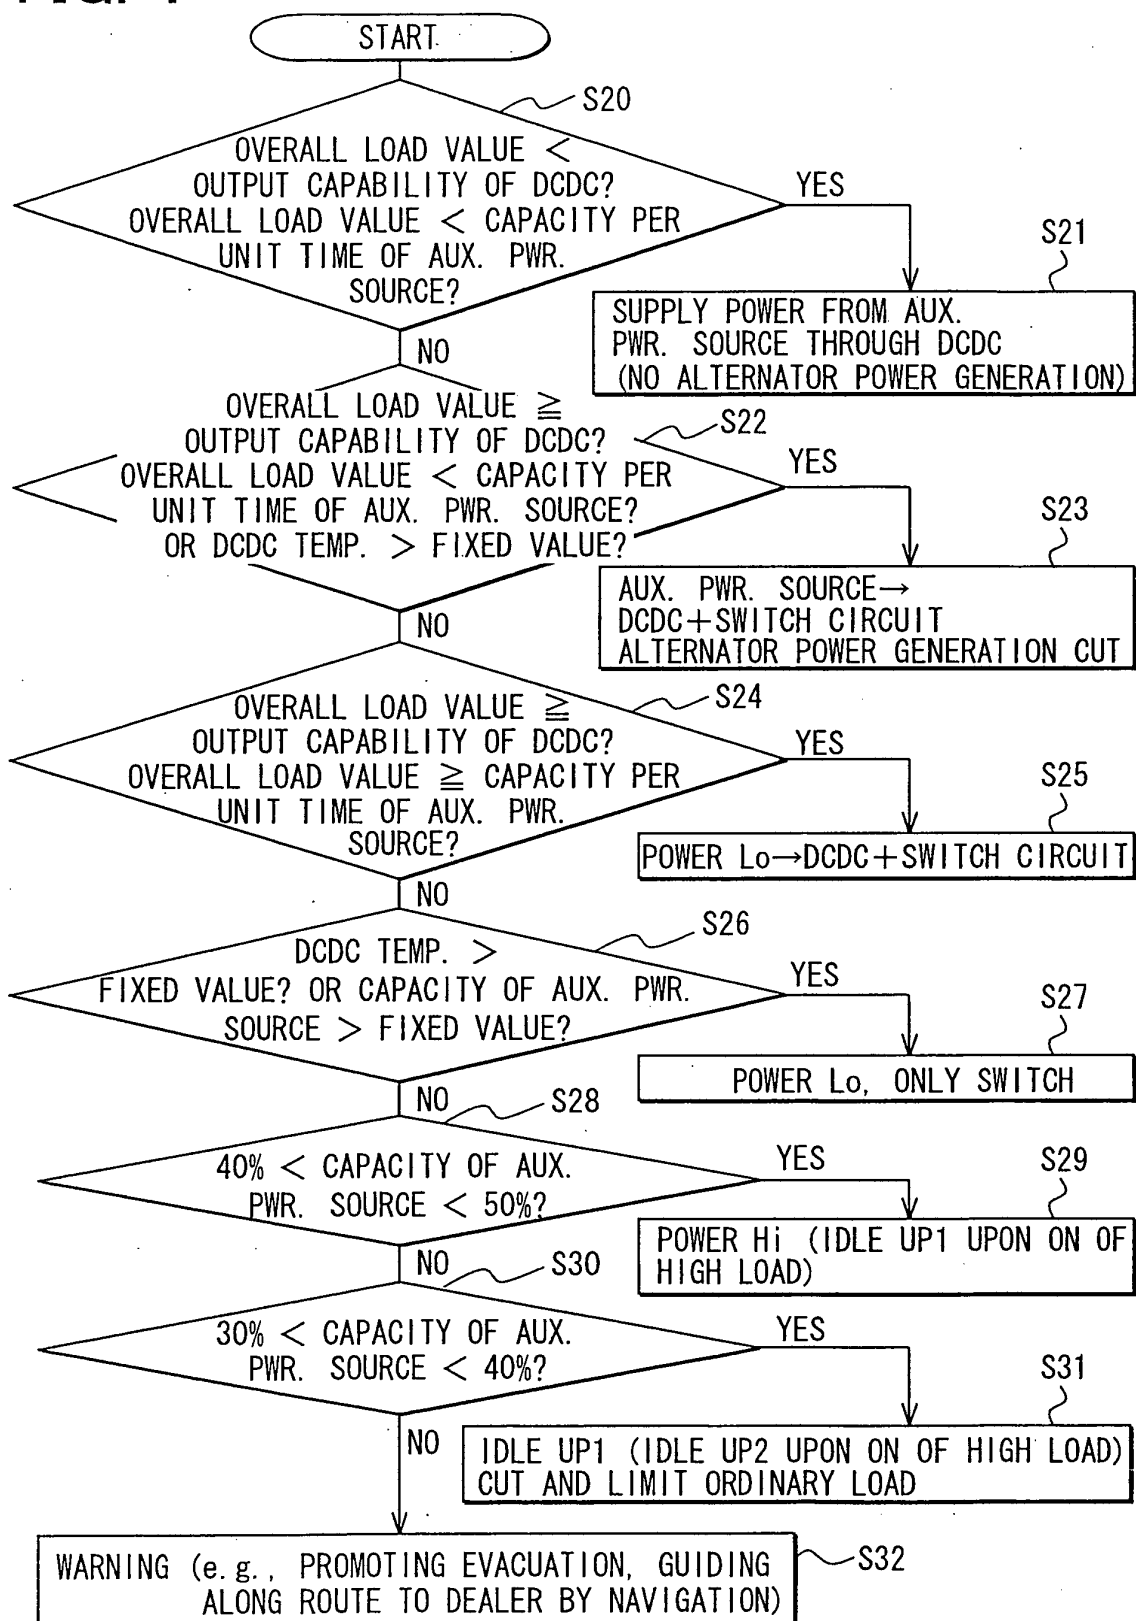 START
S20
OVERALL LOAD VALUE <
OUTPUT CAPABILITY OF DCDC?
OVERALL LOAD VALUE < CAPACITY PER
UNIT TIME OF AUX. PWR.
SOURCE?
YES
S21
SUPPLY POWER FROM AUX.
PWR. SOURCE THROUGH DCDC
(NO ALTERNATOR POWER GENERATION)
NO
OVERALL LOAD VALUE ≧
OUTPUT CAPABILITY OF DCDC?
S22
OVERALL LOAD VALUE < CAPACITY PER
UNIT TIME OF AUX. PWR. SOURCE?
OR DCDC TEMP. > FIXED VALUE?
YES
S23
AUX. PWR. SOURCE→
DCDC+SWITCH CIRCUIT
ALTERNATOR POWER GENERATION CUT
NO
S24
OVERALL LOAD VALUE ≧
OUTPUT CAPABILITY OF DCDC?
OVERALL LOAD VALUE ≧ CAPACITY PER
UNIT TIME OF AUX. PWR.
SOURCE?
YES
S25
POWER Lo→DCDC+SWITCH CIRCUIT
NO
S26
DCDC TEMP. >
FIXED VALUE? OR CAPACITY OF AUX. PWR.
SOURCE > FIXED VALUE?
YES
S27
POWER Lo, ONLY SWITCH
NO
S28
40% < CAPACITY OF AUX.
PWR. SOURCE < 50%?
YES
S29
POWER Hi (IDLE UP1 UPON ON OF
HIGH LOAD)
NO
S30
30% < CAPACITY OF AUX.
PWR. SOURCE < 40%?
YES
S31
IDLE UP1 (IDLE UP2 UPON ON OF HIGH LOAD)
CUT AND LIMIT ORDINARY LOAD
NO
S32
WARNING (e.g., PROMOTING EVACUATION, GUIDING
ALONG ROUTE TO DEALER BY NAVIGATION)